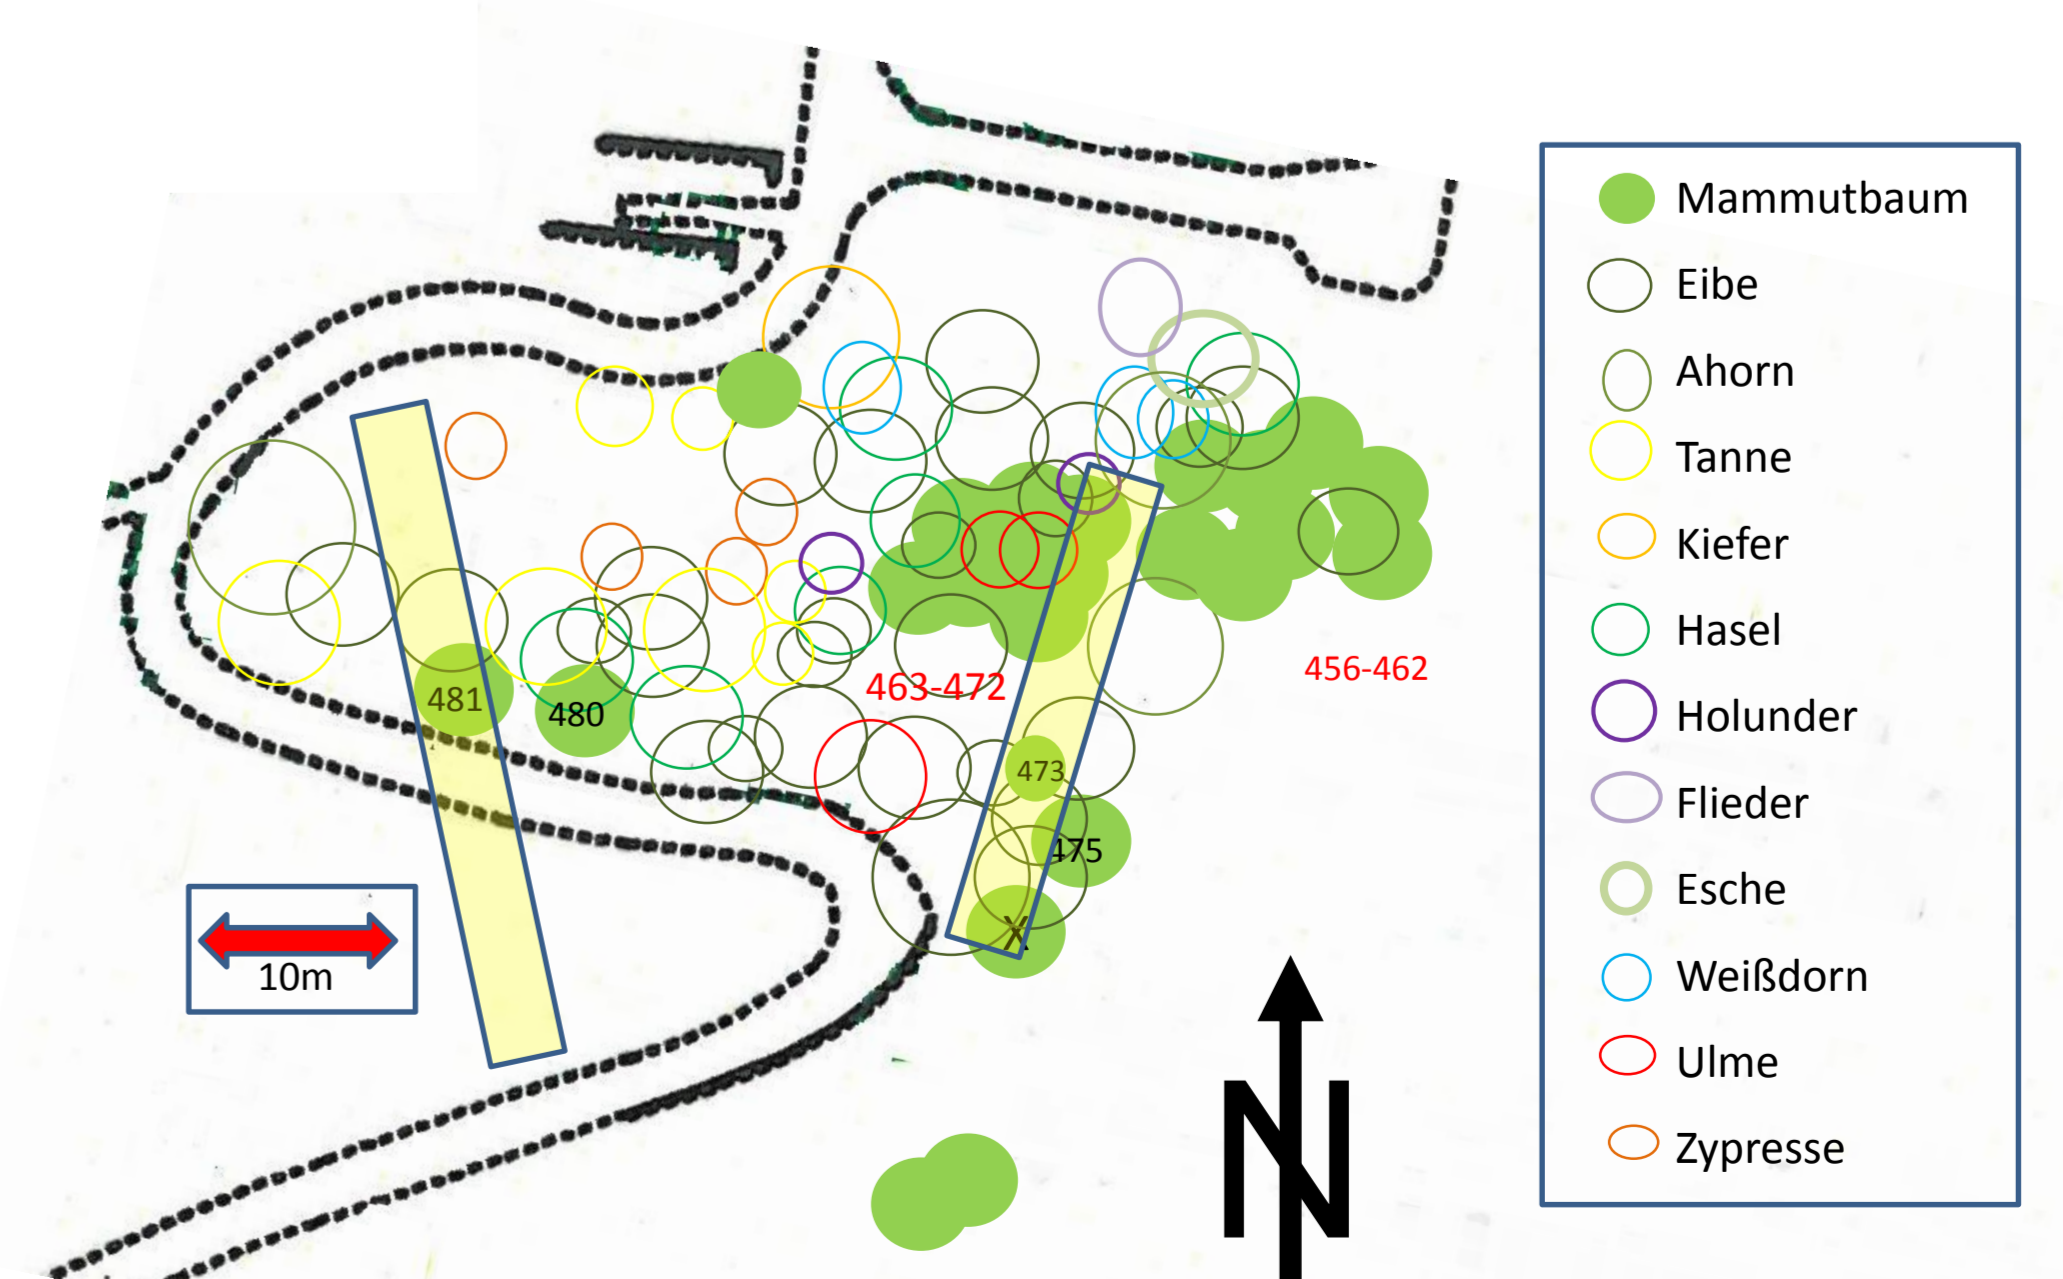 Mammutbaum
Eibe
Ahorn
Tanne
Kiefer
Hasel
Holunder
Flieder
Esche
Weißdorn
Ulme
Zypresse
481
480
463-472
456-462
473
475
X
10m
N